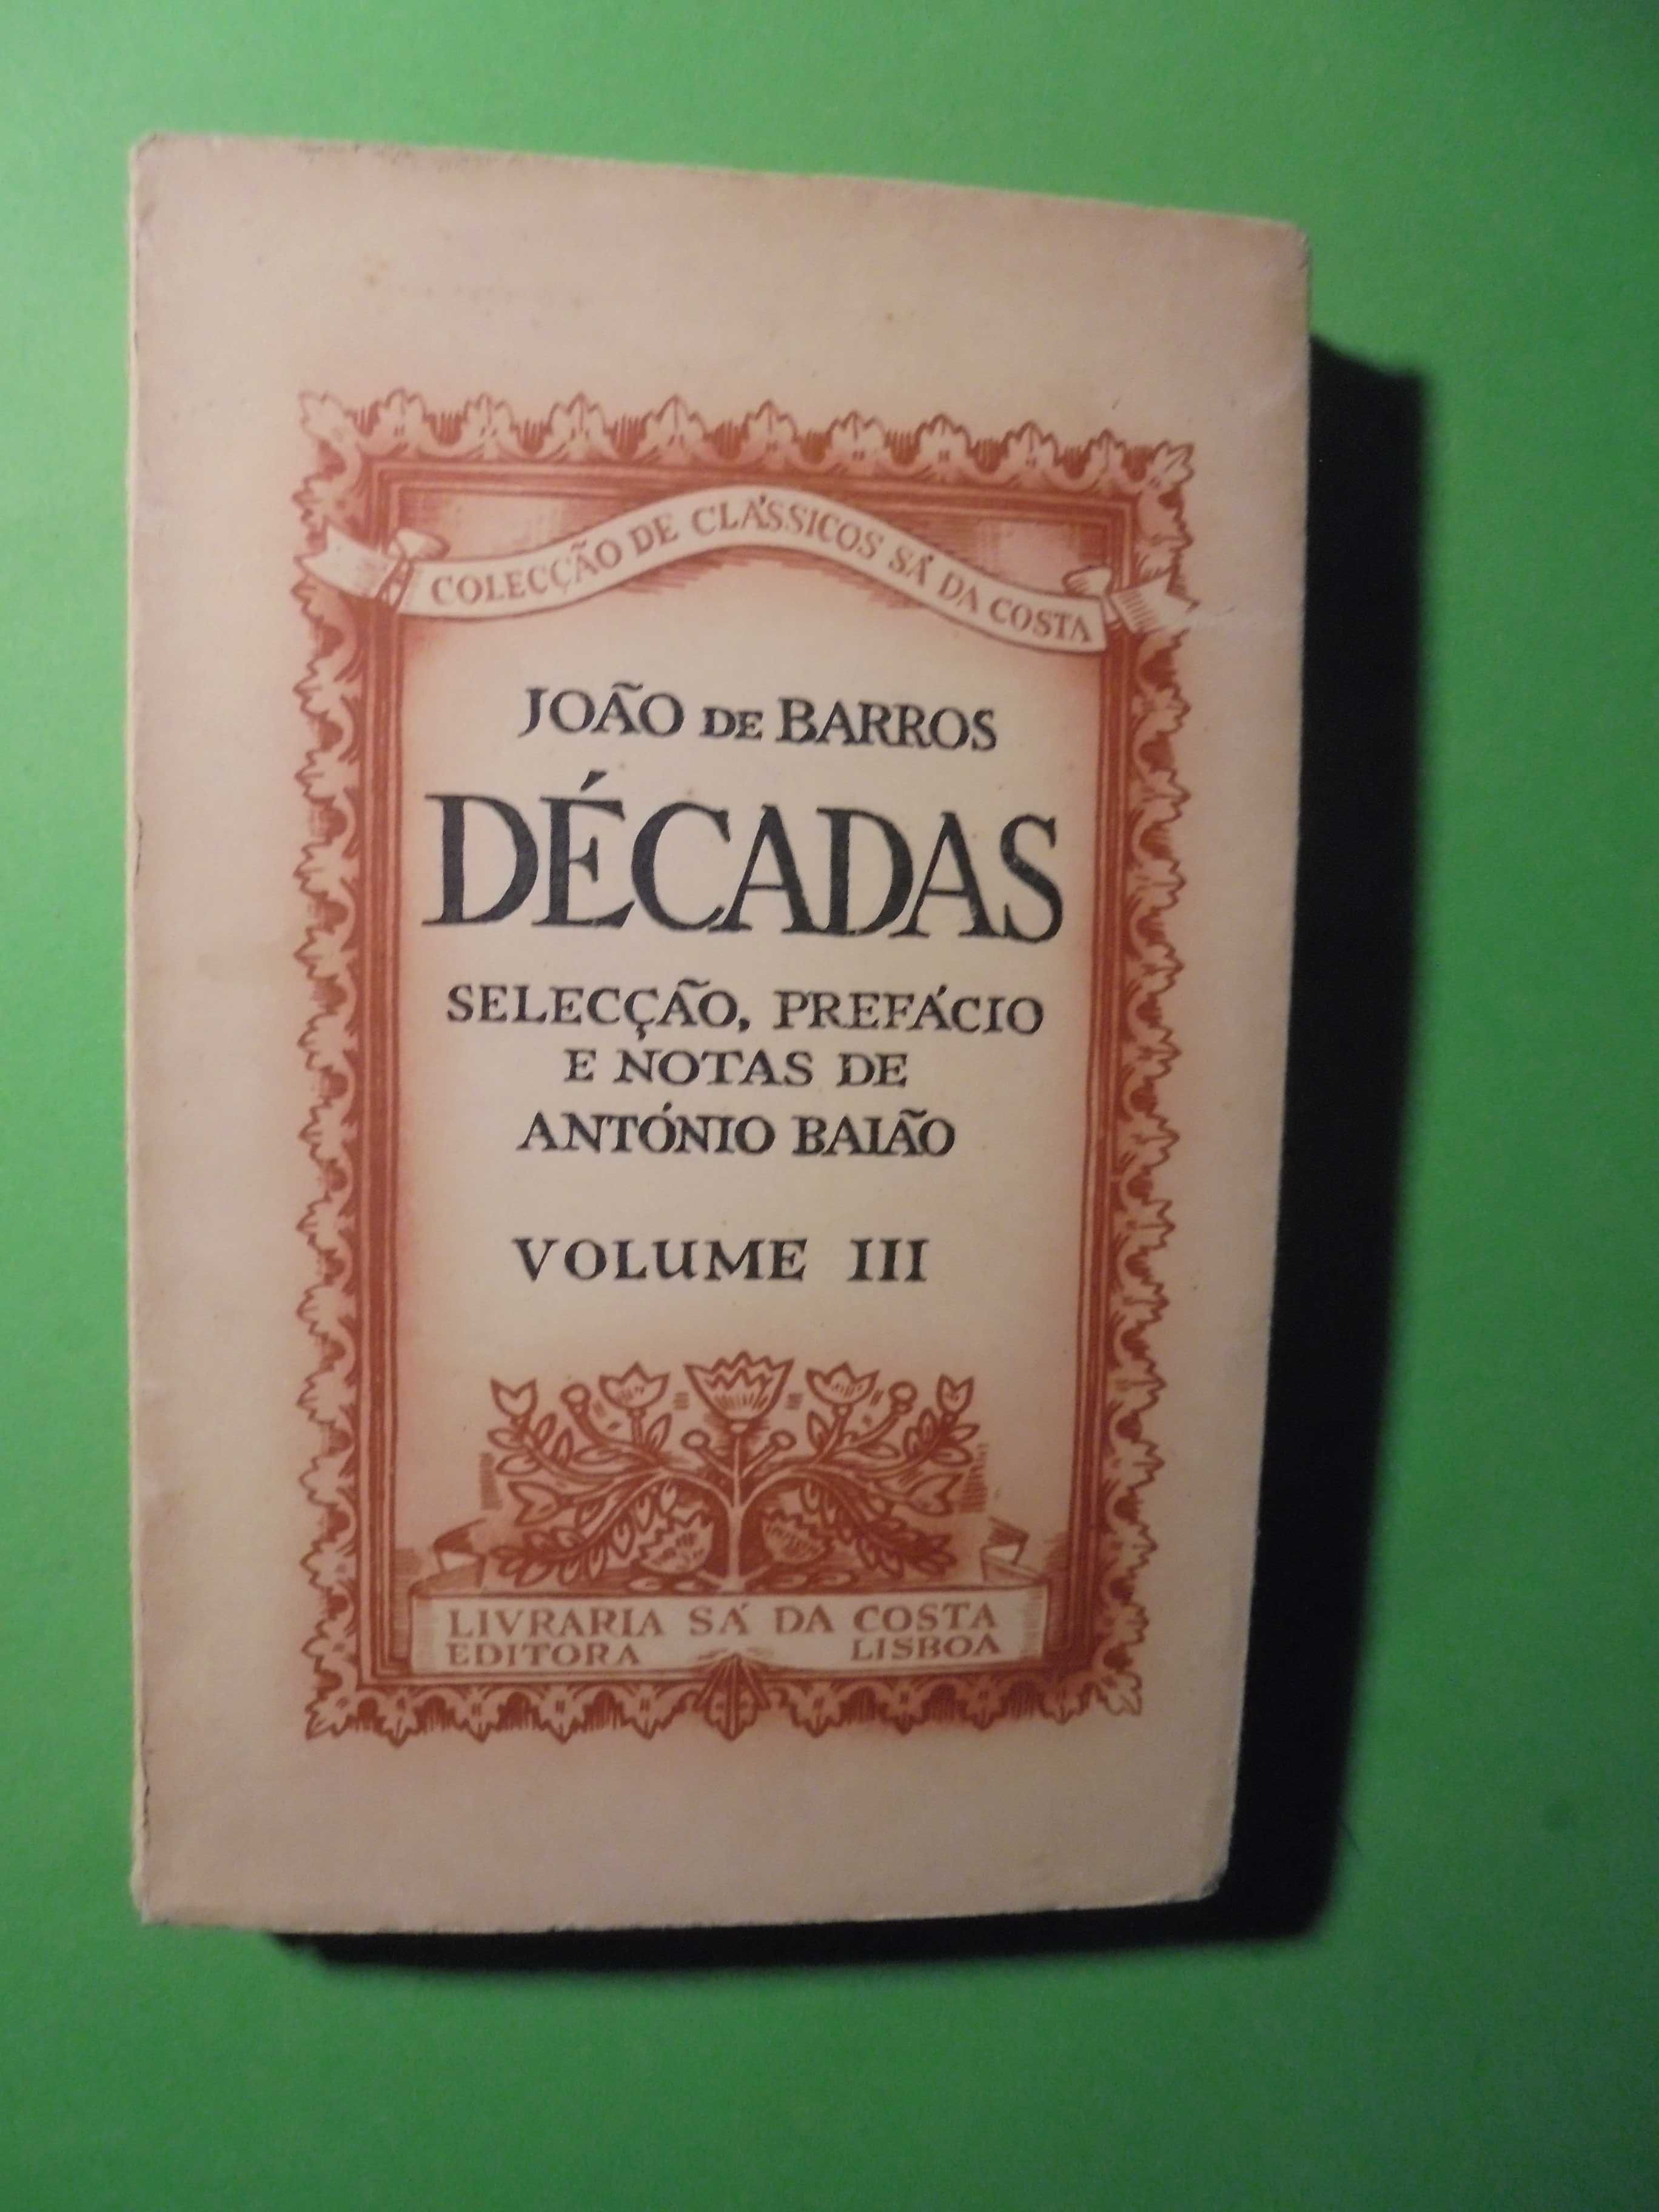 COLECÇÃO DE CLÁSSICOS SÁ DA COSTA
JOÃO DE BARROS
DÉCADAS
SELECÇÃO, PREFÁCIO
E NOTAS DE
ANTÓNIO BAIÃO
VOLUME III
LIVRARIA SÁ DA COSTA
EDITORA LISBOA